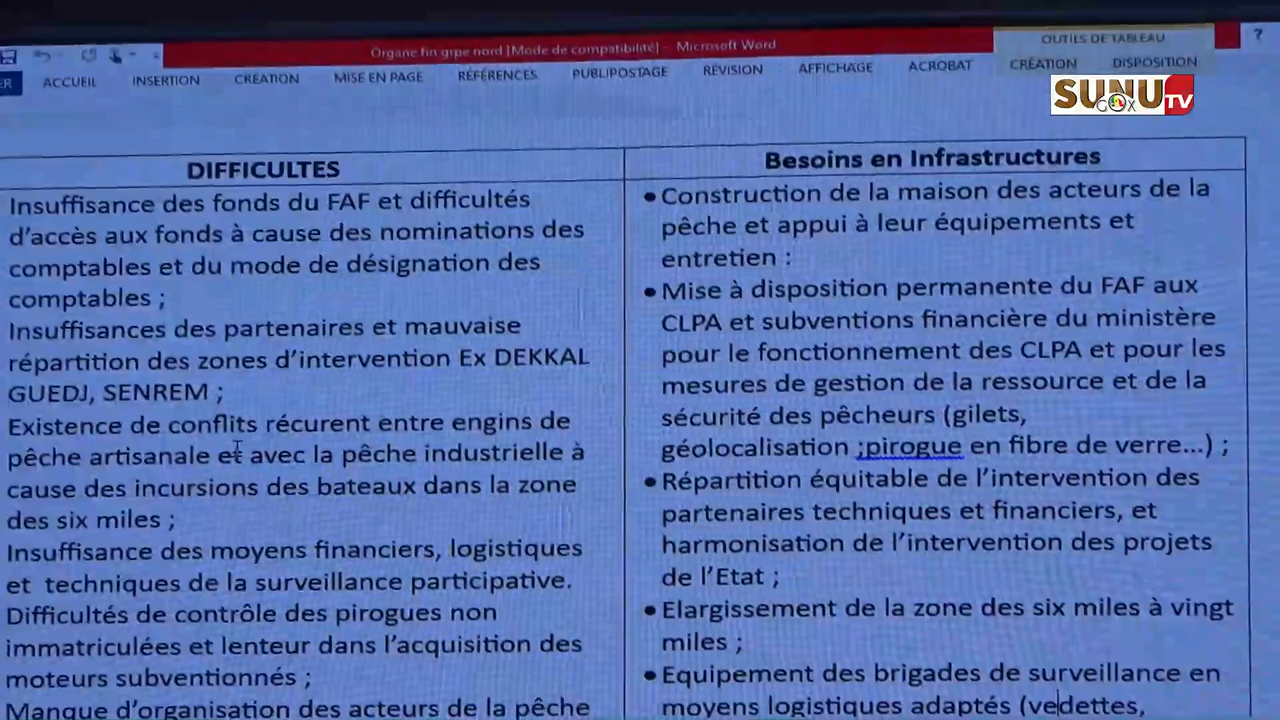 Organe fin grpe nord [Mode de compatibilité] - Microsoft Word
OUTILS DE TABLEAU
?
ER ACCUEIL INSERTION CRÉATION MISE EN PAGE RÉFÉRENCES PUBLIPOSTAGE RÉVISION AFFICHAGE ACROBAT CRÉATION DISPOSITION
SUNU
GOX
TV
DIFFICULTES
Insuffisance des fonds du FAF et difficultés
d'accès aux fonds à cause des nominations des
comptables et du mode de désignation des
comptables ;
Insuffisances des partenaires et mauvaise
répartition des zones d'intervention Ex DEKKAL
GUEDJ, SENREM ;
Existence de conflits récurent entre engins de
pêche artisanale et avec la pêche industrielle à
cause des incursions des bateaux dans la zone
des six miles ;
Insuffisance des moyens financiers, logistiques
et techniques de la surveillance participative.
Difficultés de contrôle des pirogues non
immatriculées et lenteur dans l'acquisition des
moteurs subventionnés ;
Manque d'organisation des acteurs de la pêche
Besoins en Infrastructures
•Construction de la maison des acteurs de la
pêche et appui à leur équipements et
entretien :
•Mise à disposition permanente du FAF aux
CLPA et subventions financière du ministère
pour le fonctionnement des CLPA et pour les
mesures de gestion de la ressource et de la
sécurité des pêcheurs (gilets,
géolocalisation ;pirogue en fibre de verre...) ;
•Répartition équitable de l'intervention des
partenaires techniques et financiers, et
harmonisation de l'intervention des projets
de l'Etat ;
•Elargissement de la zone des six miles à vingt
miles ;
•Equipement des brigades de surveillance en
moyens logistiques adaptés (vedettes,